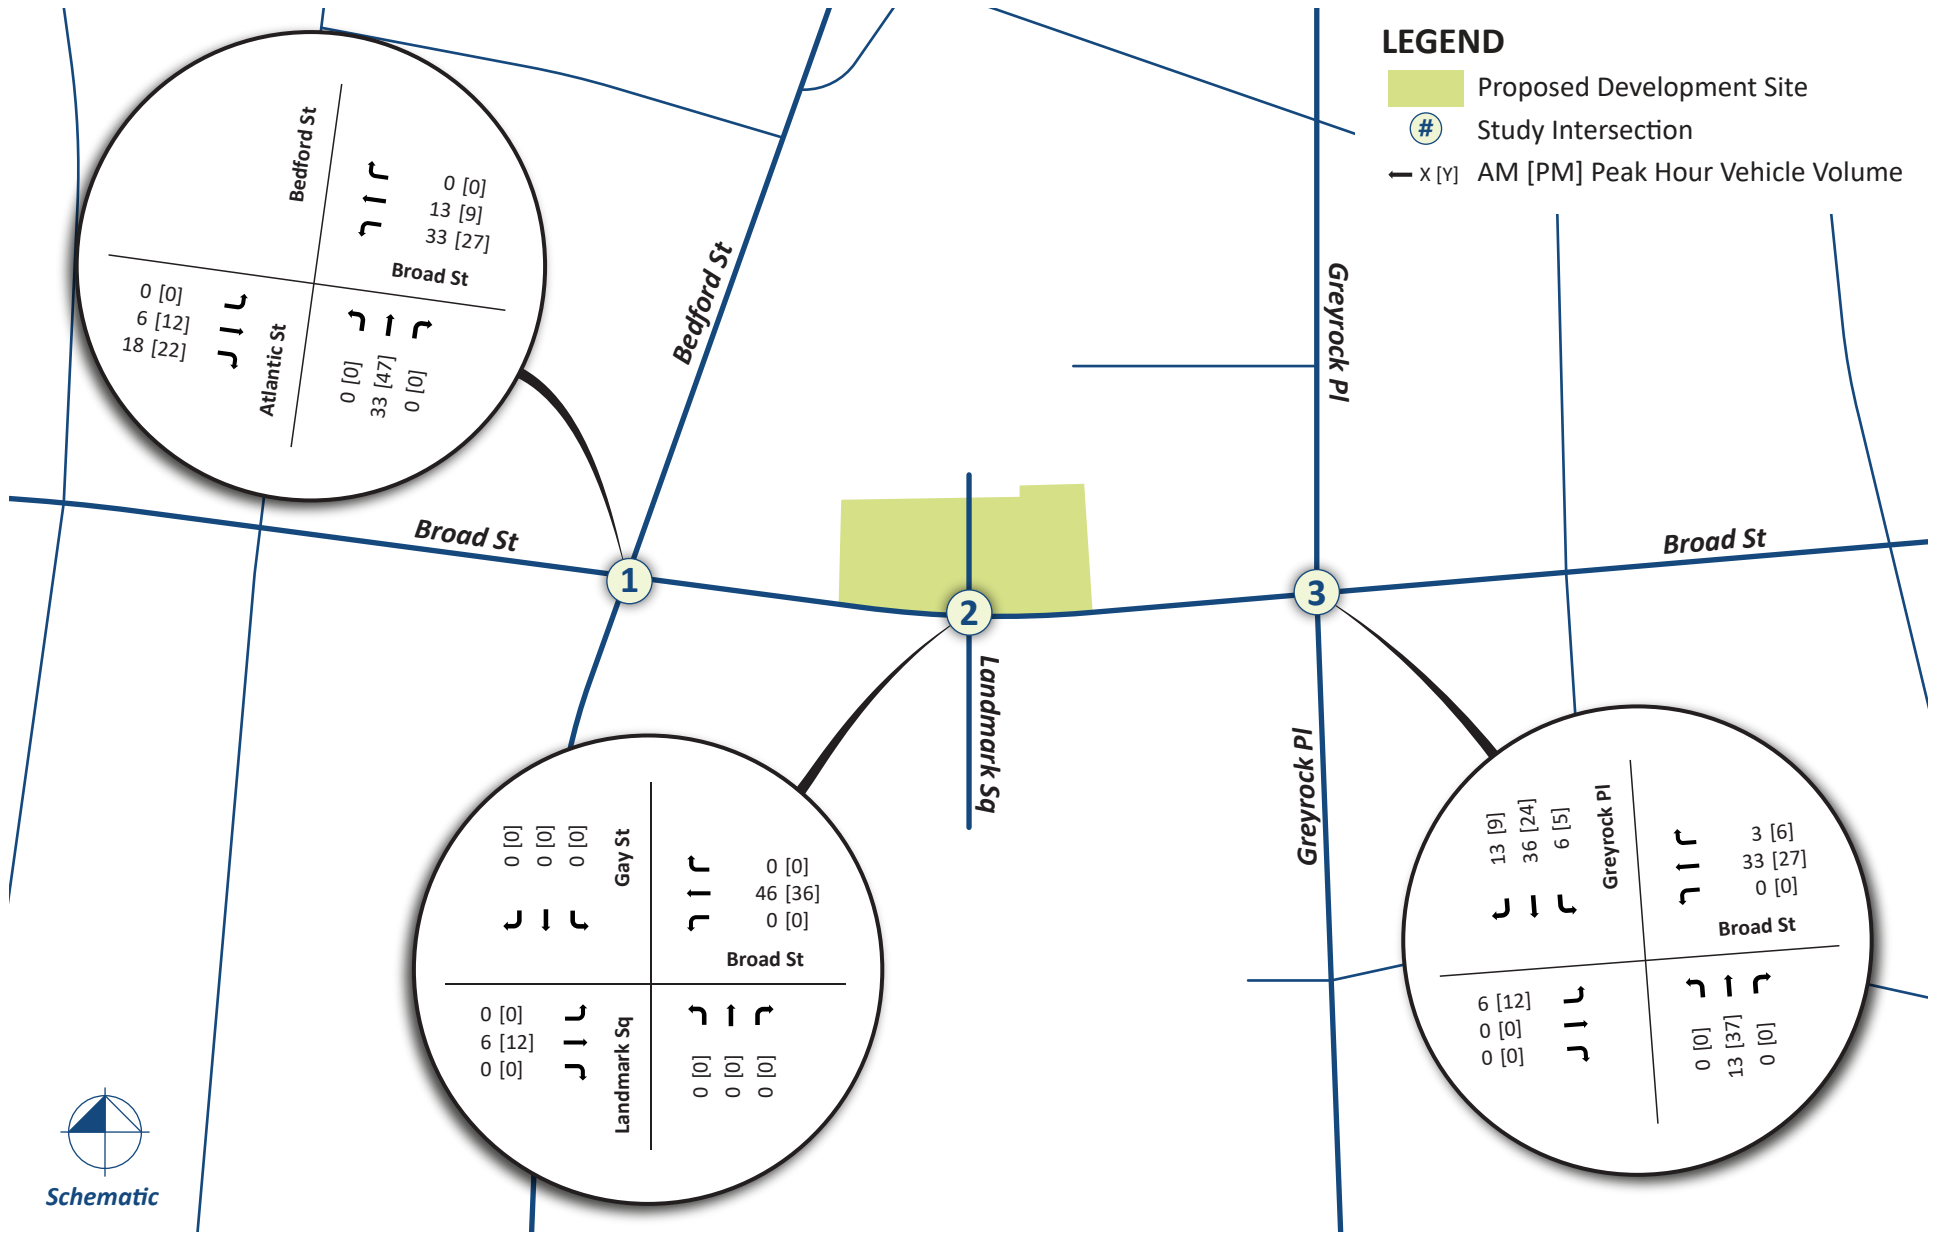 LEGEND
Proposed Development Site
# Study Intersection
X [Y] AM [PM] Peak Hour Vehicle Volume
Bedford St
0 [0]
13 [9]
33 [27]
Broad St
0 [0]
6 [12]
18 [22]
Atlantic St
0 [0]
33 [47]
0 [0]
Bedford St
Greyrock Pl
Broad St
Broad St
1
2
3
Landmark Sq
Greyrock Pl
0 [0]
0 [0]
0 [0]
Gay St
0 [0]
46 [36]
0 [0]
Broad St
0 [0]
6 [12]
0 [0]
Landmark Sq
0 [0]
0 [0]
0 [0]
13 [9]
36 [24]
6 [5]
Greyrock Pl
3 [6]
33 [27]
0 [0]
Broad St
6 [12]
0 [0]
0 [0]
0 [0]
13 [37]
0 [0]
Schematic